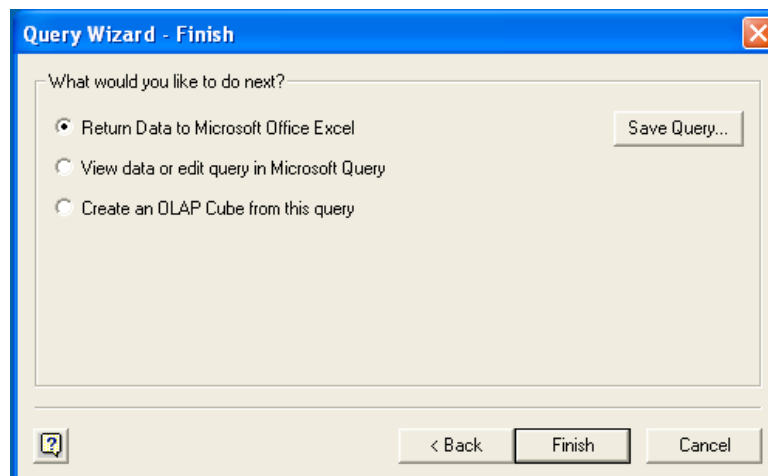 Query Wizard - Finish
What would you like to do next?
Return Data to Microsoft Office Excel
Save Query...
View data or edit query in Microsoft Query
Create an OLAP Cube from this query
?
< Back
Finish
Cancel